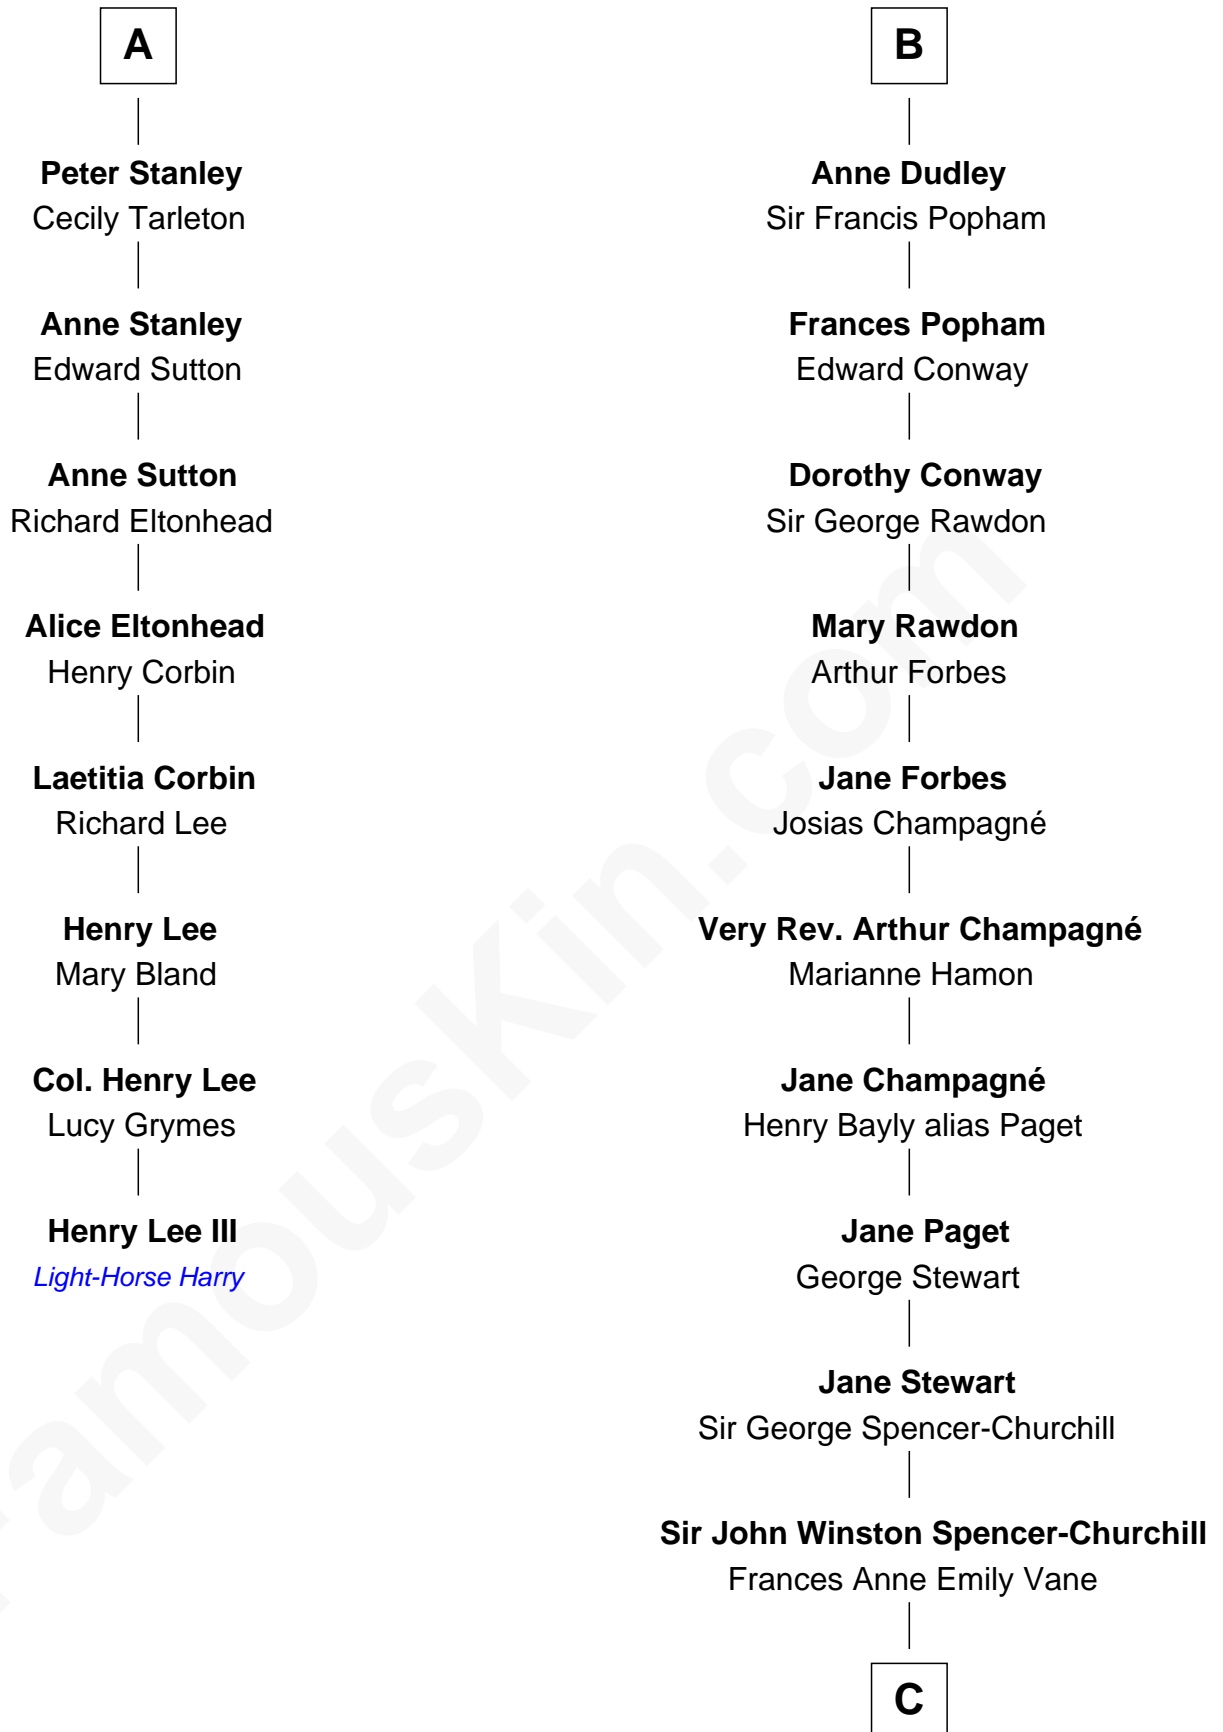 A
Peter Stanley
Cecily Tarleton
Anne Stanley
Edward Sutton
Anne Sutton
Richard Eltonhead
Alice Eltonhead
Henry Corbin
Laetitia Corbin
Richard Lee
Henry Lee
Mary Bland
Col. Henry Lee
Lucy Grymes
Henry Lee III
Light-Horse Harry
B
Anne Dudley
Sir Francis Popham
Frances Popham
Edward Conway
Dorothy Conway
Sir George Rawdon
Mary Rawdon
Arthur Forbes
Jane Forbes
Josias Champagné
Very Rev. Arthur Champagné
Marianne Hamon
Jane Champagné
Henry Bayly alias Paget
Jane Paget
George Stewart
Jane Stewart
Sir George Spencer-Churchill
Sir John Winston Spencer-Churchill
Frances Anne Emily Vane
C
FamousKin.com